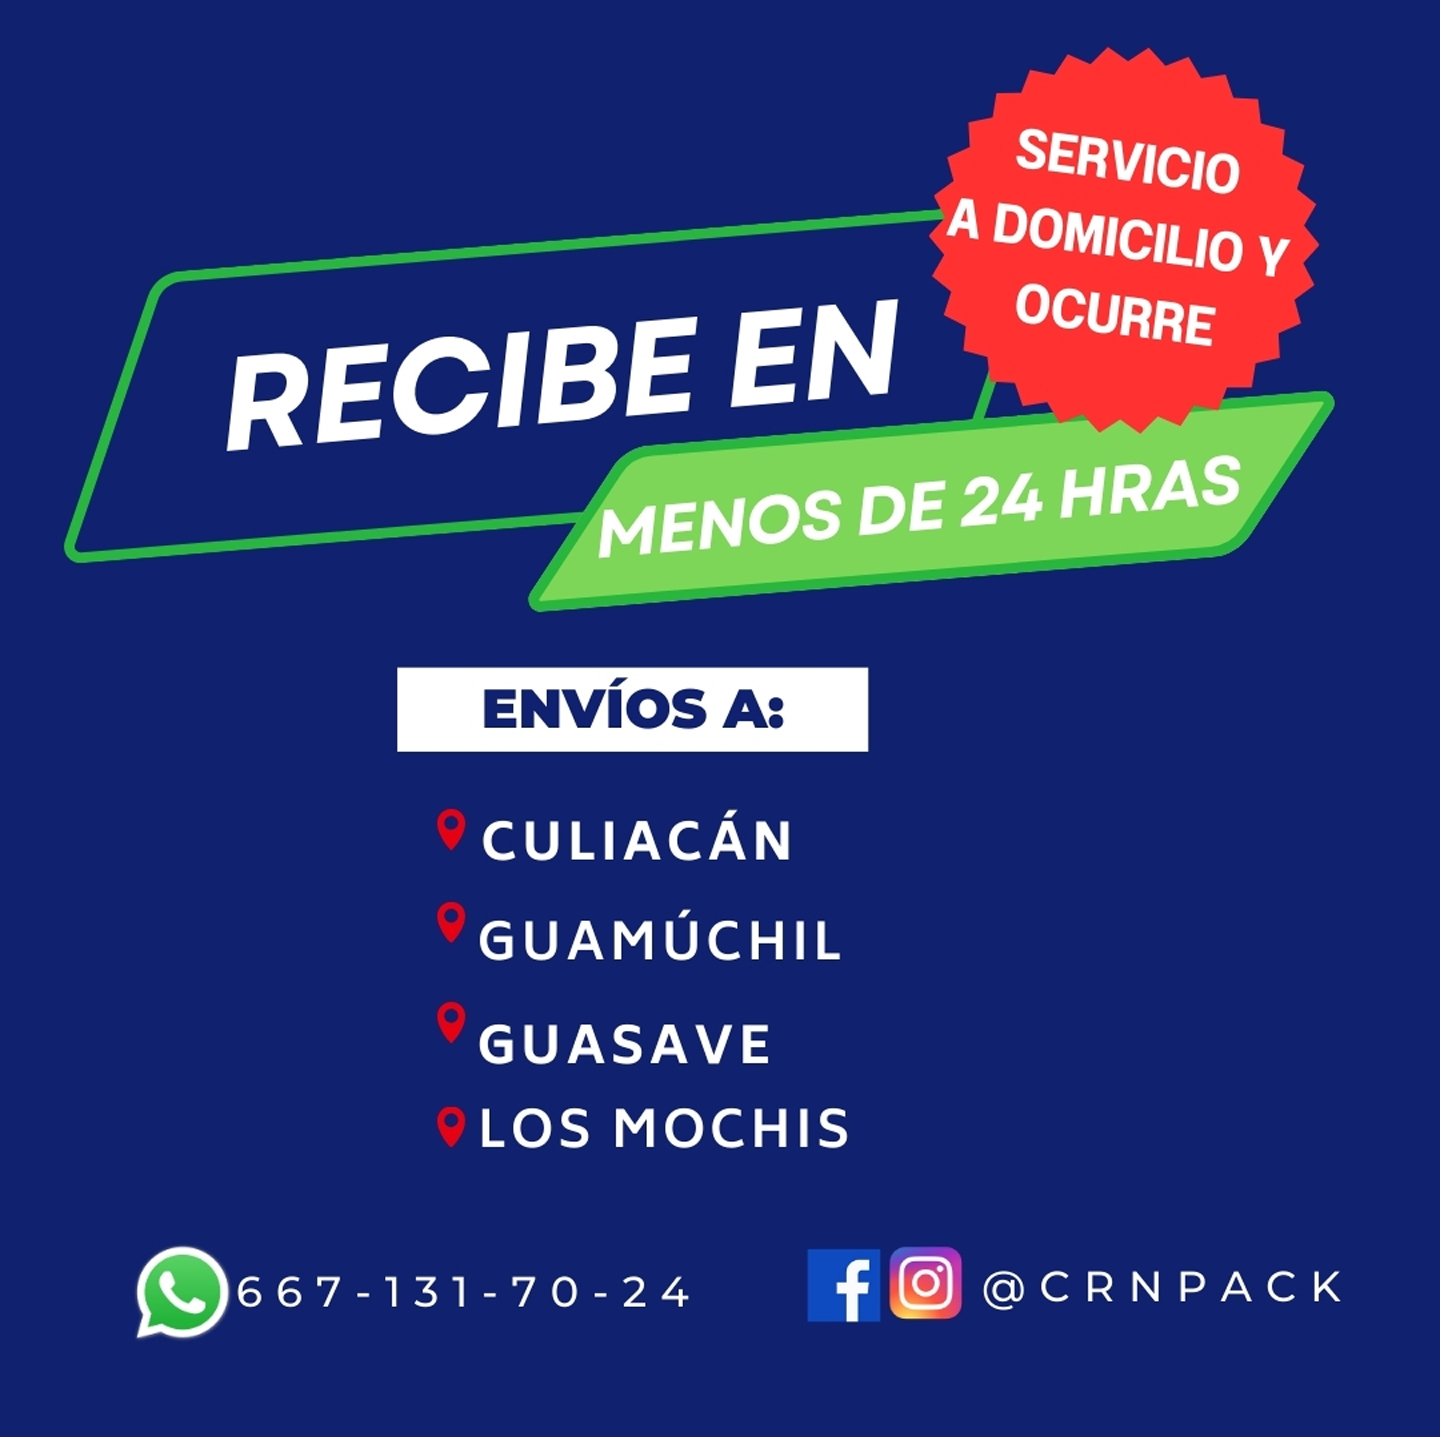 SERVICIO
A DOMICILIO Y
OCURRE
RECIBE EN
MENOS DE 24 HRAS
ENVÍOS A:
CULIACÁN
GUAMÚCHIL
GUASAVE
LOS MOCHIS
667-131-70-24
@CRNPACK